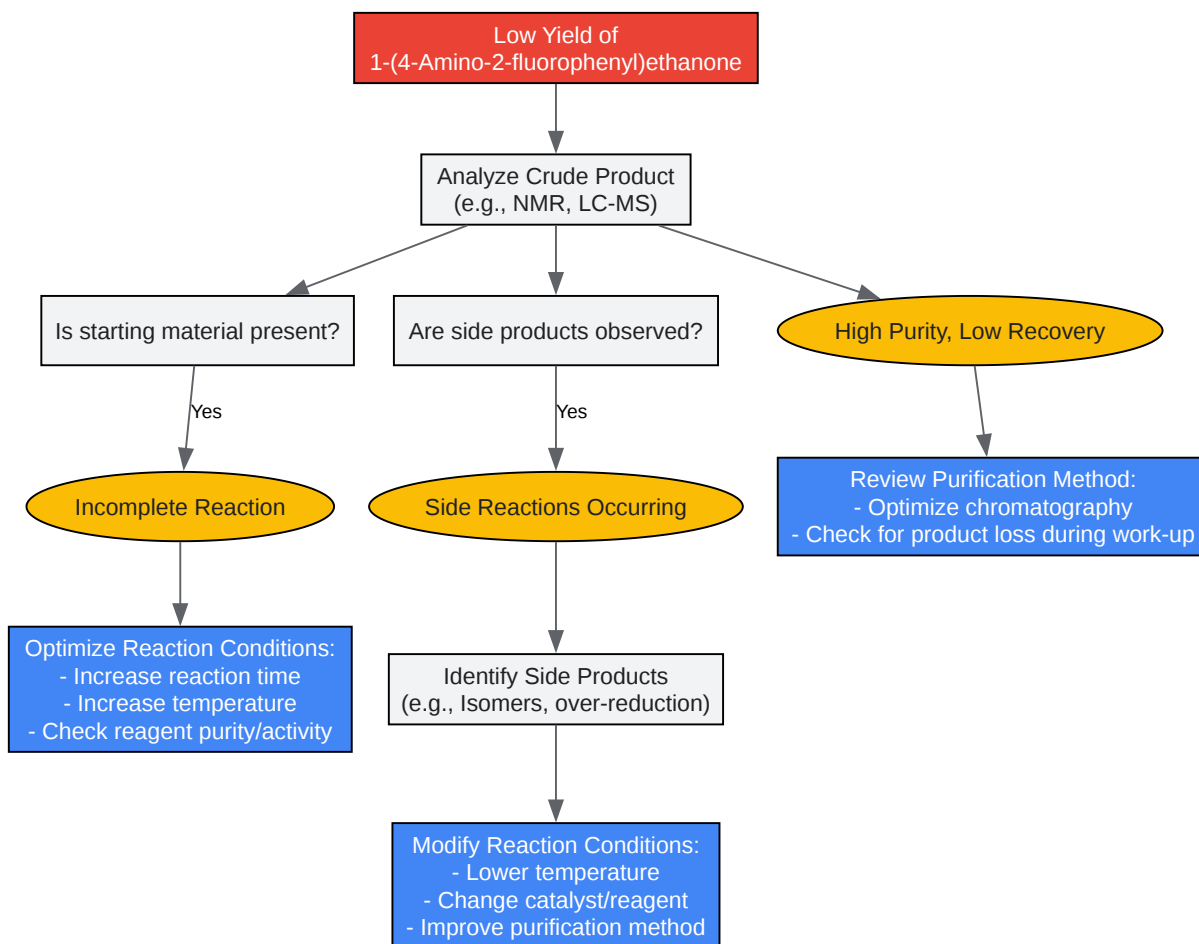 Low Yield of
1-(4-Amino-2-fluorophenyl)ethanone
Analyze Crude Product
(e.g., NMR, LC-MS)
Is starting material present?
Are side products observed?
High Purity, Low Recovery
Yes
Yes
Incomplete Reaction
Side Reactions Occurring
Review Purification Method:
- Optimize chromatography
- Check for product loss during work-up
Optimize Reaction Conditions:
- Increase reaction time
- Increase temperature
- Check reagent purity/activity
Identify Side Products
(e.g., Isomers, over-reduction)
Modify Reaction Conditions:
- Lower temperature
- Change catalyst/reagent
- Improve purification method